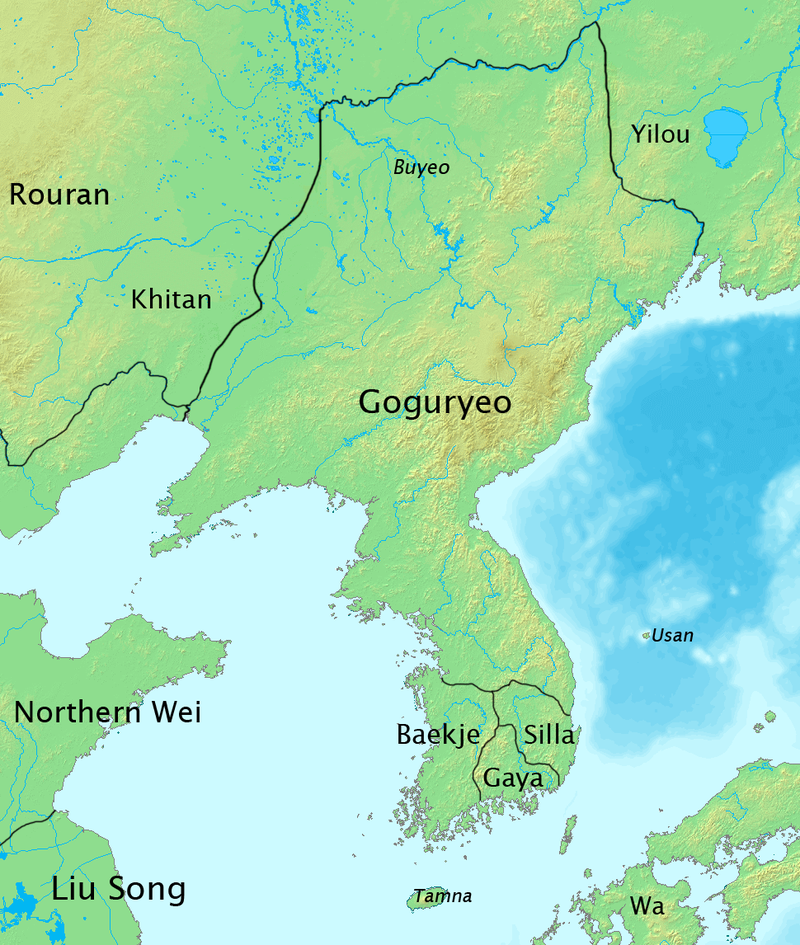 Yilou
Buyeo
Rouran
Khitan
Goguryeo
Usan
Northern Wei
Baekje
Silla
Gaya
Liu Song
Tamna
Wa